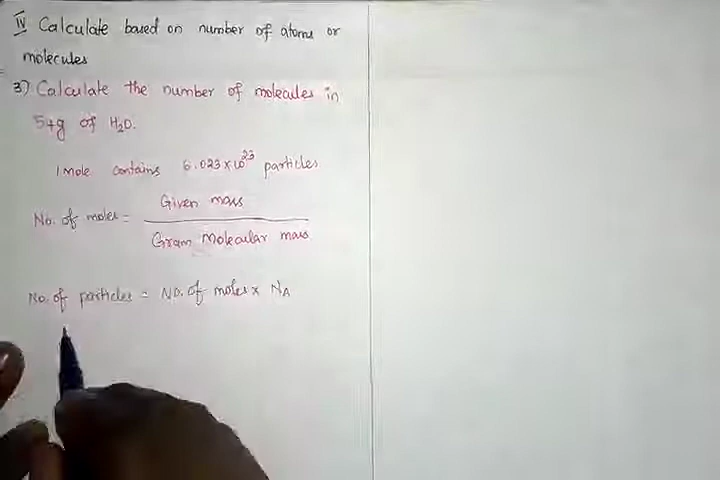 IV Calculate based on number of atoms or
molecules
3) Calculate the number of molecules in
54g of H₂O.
1 mole contains 6.023×10²³ particles
No. of moles = Given mass
Gram Molecular mass
No. of particles = No. of moles × NA